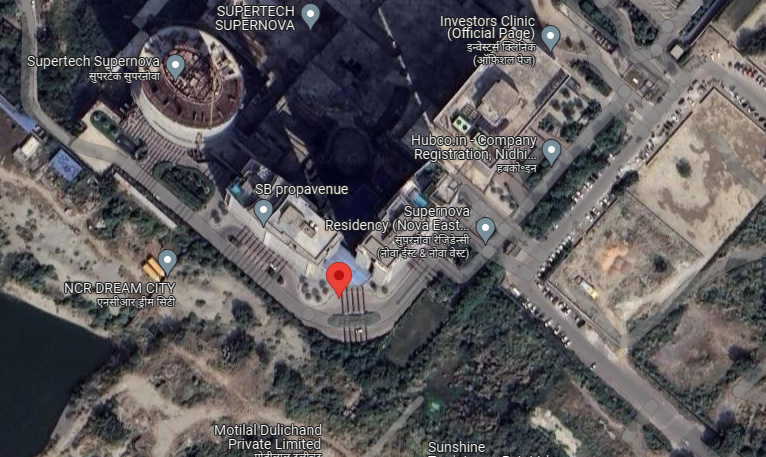 SUPERTECH
SUPERNOVA
Investors Clinic
(Official Page)
इन्वेस्टर्स क्लिनिक
(ऑफिशल पेज)
Supertech Supernova
सुपरटेक सुपरनोवा
Hubco.in - Company
Registration, Nidhi...
हबको॰इन
SB propavenue
Supernova
Residency (Nova East...
सुपरनोवा रेजिडेन्सी
(नोवा ईस्ट & नोवा वेस्ट)
NCR DREAM CITY
एनसीआर ड्रीम सिटी
Motilal Dulichand
Private Limited
Sunshine